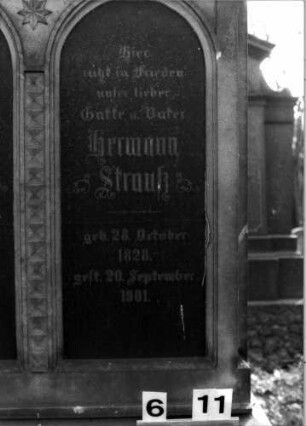 Hier
ruht in Frieden
unser lieber
Gatte u. Vater
Hermann
Strauß
geb. 28. October
1828.
gest. 20. September
1901.
6 11